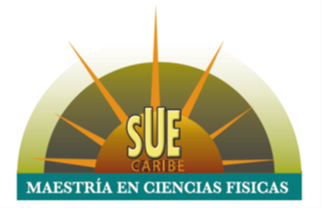 SUE
CARIBE
MAESTRÍA EN CIENCIAS FISICAS